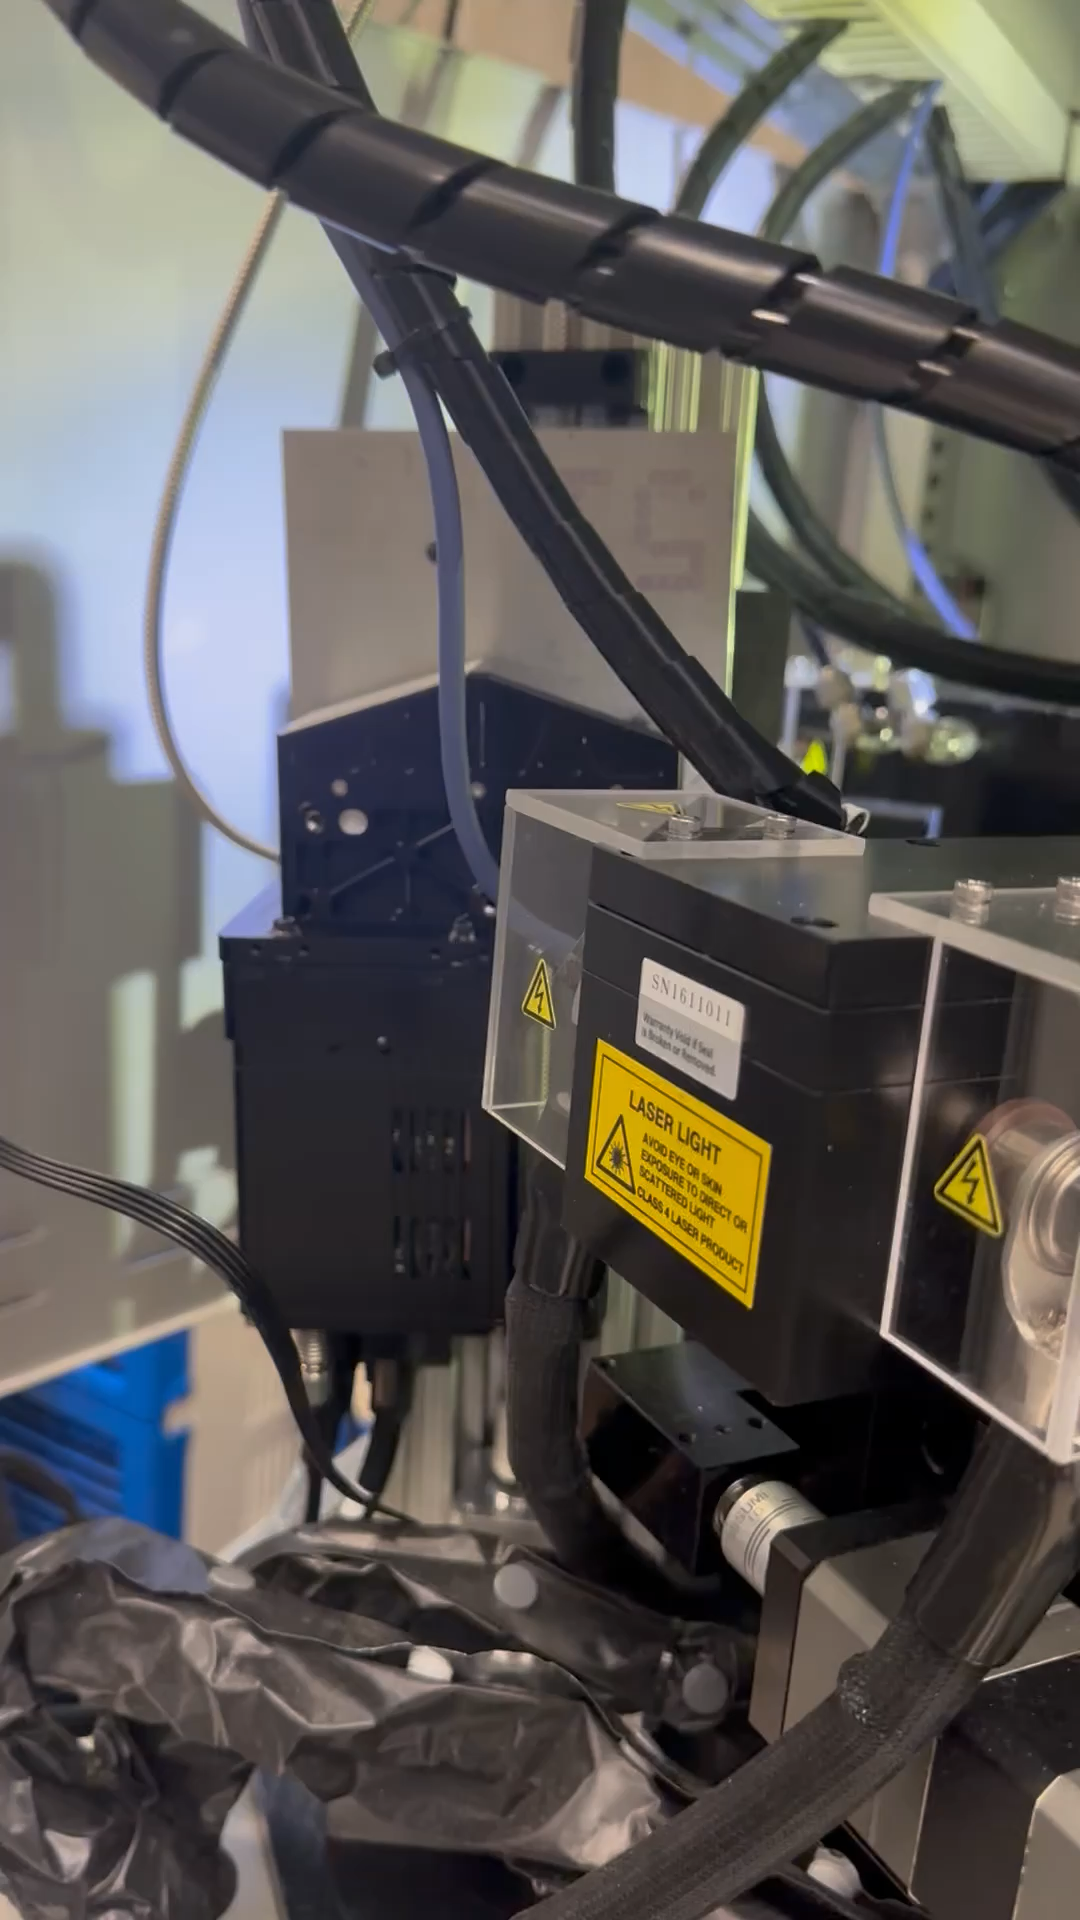 SN1611011
Warranty Void if Seal
is Broken or Removed.
LASER LIGHT
AVOID EYE OR SKIN
EXPOSURE TO DIRECT OR
SCATTERED LIGHT
CLASS 4 LASER PRODUCT